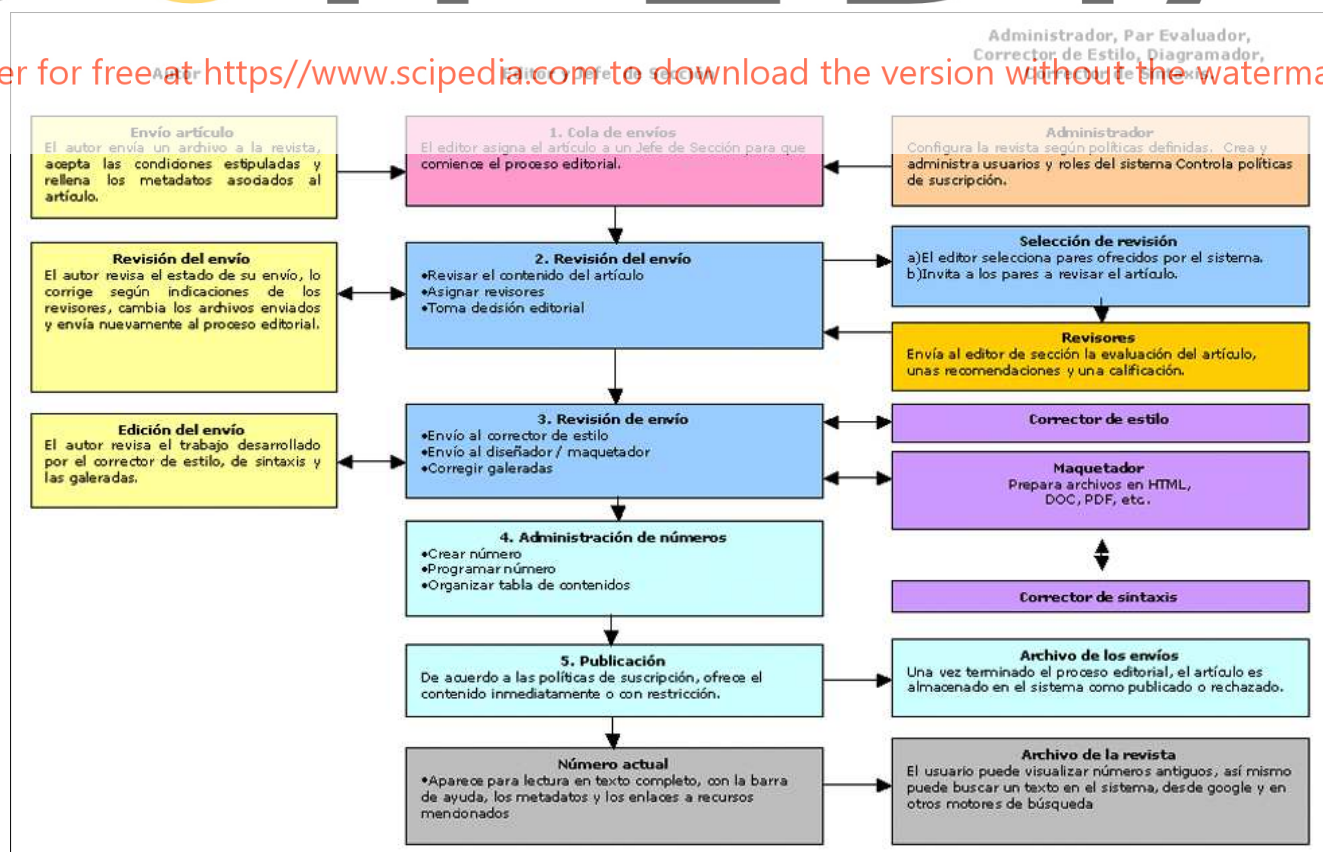 Administrador, Par Evaluador,
Corrector de Estilo, Diagramador,
Corrector de Sintaxis.
Autor
Editor y Jefe de Sección
er for free at https//www.scipedia.com to download the version without the waterma
Envío artículo
El autor envía un archivo a la revista,
acepta las condiciones estipuladas y
rellena los metadatos asociados al
artículo.
1. Cola de envíos
El editor asigna el artículo a un Jefe de Sección para que
comience el proceso editorial.
Administrador
Configura la revista según políticas definidas. Crea y
administra usuarios y roles del sistema Controla políticas
de suscripción.
Revisión del envío
El autor revisa el estado de su envío, lo
corrige según indicaciones de los
revisores, cambia los archivos enviados
y envía nuevamente al proceso editorial.
2. Revisión del envío
•Revisar el contenido del artículo
•Asignar revisores
•Toma decisión editorial
Selección de revisión
a)El editor selecciona pares ofrecidos por el sistema.
b)Invita a los pares a revisar el artículo.
Revisores
Envía al editor de sección la evaluación del artículo,
unas recomendaciones y una calificación.
Edición del envío
El autor revisa el trabajo desarrollado
por el corrector de estilo, de sintaxis y
las galeradas.
3. Revisión de envío
•Envío al corrector de estilo
•Envío al diseñador / maquetador
•Corregir galeradas
Corrector de estilo
Maquetador
Prepara archivos en HTML,
DOC, PDF, etc.
4. Administración de números
•Crear número
•Programar número
•Organizar tabla de contenidos
Corrector de sintaxis
5. Publicación
De acuerdo a las políticas de suscripción, ofrece el
contenido inmediatamente o con restricción.
Archivo de los envíos
Una vez terminado el proceso editorial, el artículo es
almacenado en el sistema como publicado o rechazado.
Número actual
•Aparece para lectura en texto completo, con la barra
de ayuda, los metadatos y los enlaces a recursos
mencionados
Archivo de la revista
El usuario puede visualizar números antiguos, así mismo
puede buscar un texto en el sistema, desde google y en
otros motores de búsqueda